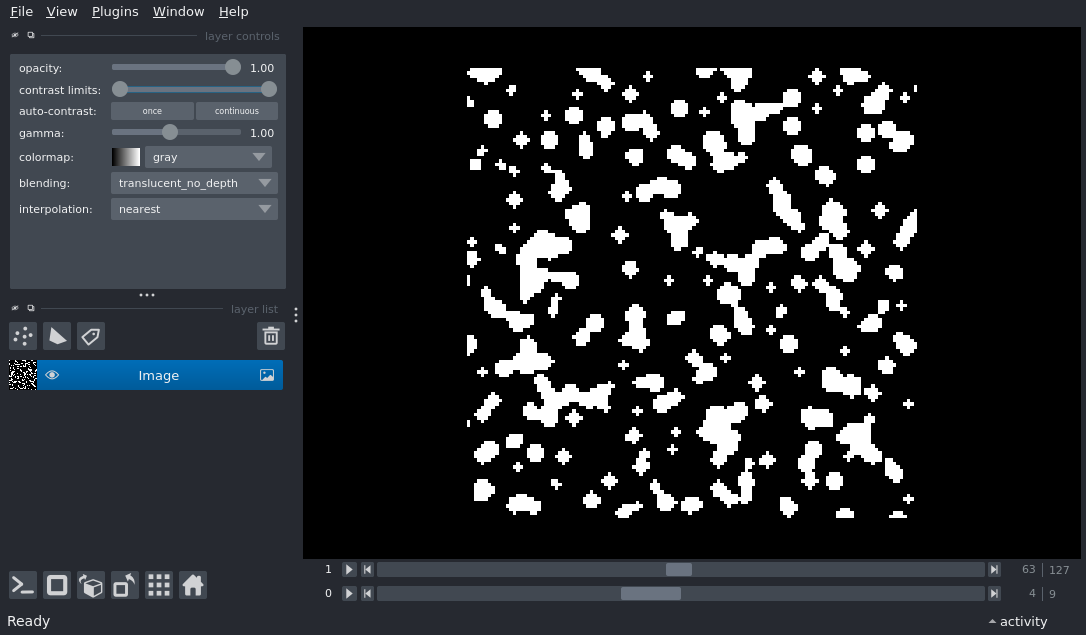 File View Plugins Window Help
layer controls
opacity: 1.00
contrast limits:
auto-contrast: once continuous
gamma: 1.00
colormap: gray
blending: translucent_no_depth
interpolation: nearest
layer list
Image
1 63 127
0 4 9
Ready activity